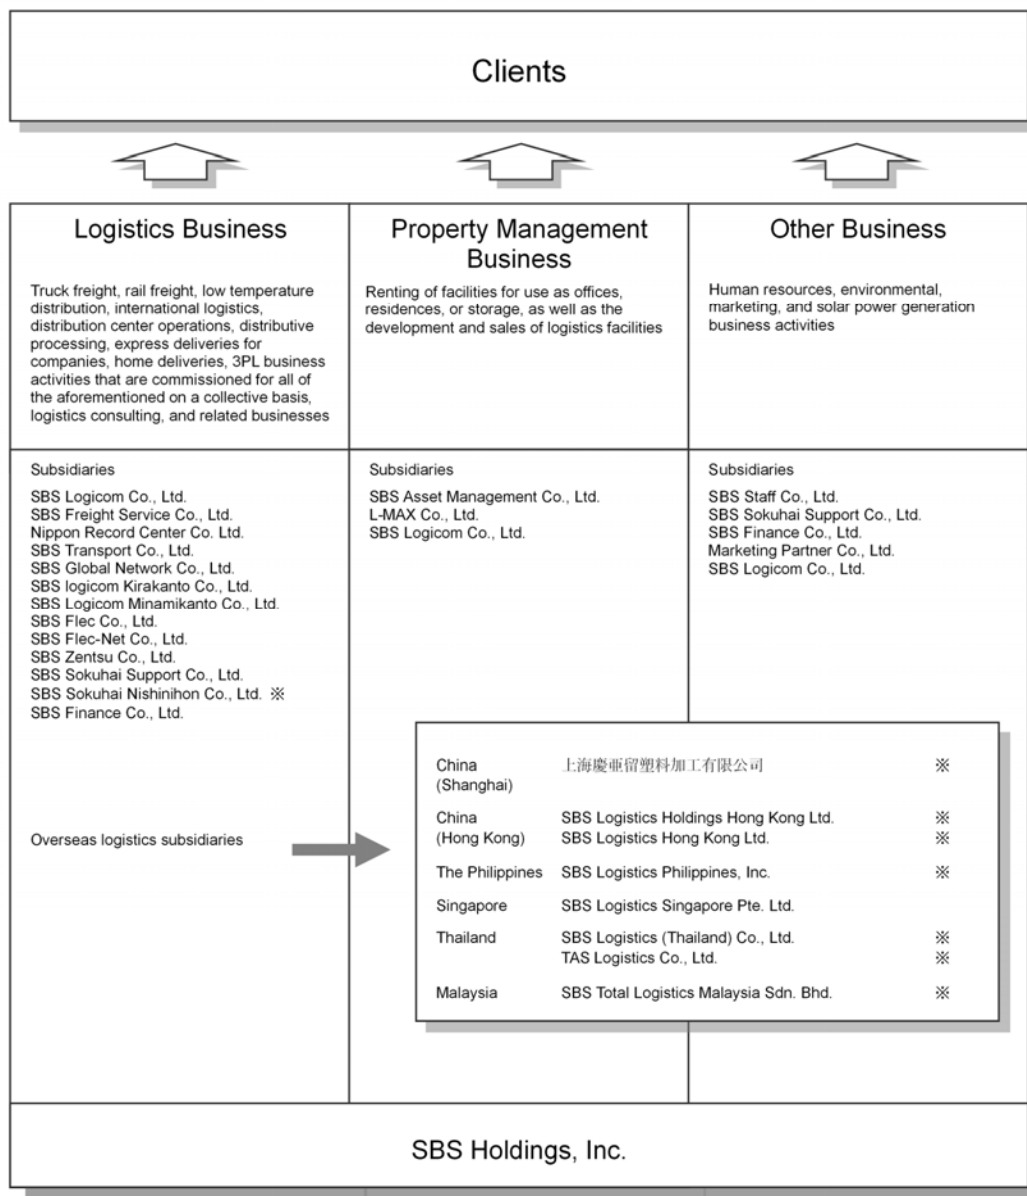 Clients
Logistics Business
Truck freight, rail freight, low temperature
distribution, international logistics,
distribution center operations, distributive
processing, express deliveries for
companies, home deliveries, 3PL business
activities that are commissioned for all of
the aforementioned on a collective basis,
logistics consulting, and related businesses
Property Management
Business
Renting of facilities for use as offices,
residences, or storage, as well as the
development and sales of logistics facilities
Other Business
Human resources, environmental,
marketing, and solar power generation
business activities
Subsidiaries
SBS Logicom Co., Ltd.
SBS Freight Service Co., Ltd.
Nippon Record Center Co. Ltd.
SBS Transport Co., Ltd.
SBS Global Network Co., Ltd.
SBS logicom Kirakanto Co., Ltd.
SBS Logicom Minamikanto Co., Ltd.
SBS Flec Co., Ltd.
SBS Flec-Net Co., Ltd.
SBS Zentsu Co., Ltd.
SBS Sokuhai Support Co., Ltd.
SBS Sokuhai Nishinihon Co., Ltd. ※
SBS Finance Co., Ltd.
Overseas logistics subsidiaries
Subsidiaries
SBS Asset Management Co., Ltd.
L-MAX Co., Ltd.
SBS Logicom Co., Ltd.
Subsidiaries
SBS Staff Co., Ltd.
SBS Sokuhai Support Co., Ltd.
SBS Finance Co., Ltd.
Marketing Partner Co., Ltd.
SBS Logicom Co., Ltd.
China 上海慶亜留塑料加工有限公司 ※
(Shanghai)
China SBS Logistics Holdings Hong Kong Ltd. ※
(Hong Kong) SBS Logistics Hong Kong Ltd. ※
The Philippines SBS Logistics Philippines, Inc. ※
Singapore SBS Logistics Singapore Pte. Ltd.
Thailand SBS Logistics (Thailand) Co., Ltd. ※
TAS Logistics Co., Ltd. ※
Malaysia SBS Total Logistics Malaysia Sdn. Bhd. ※
SBS Holdings, Inc.